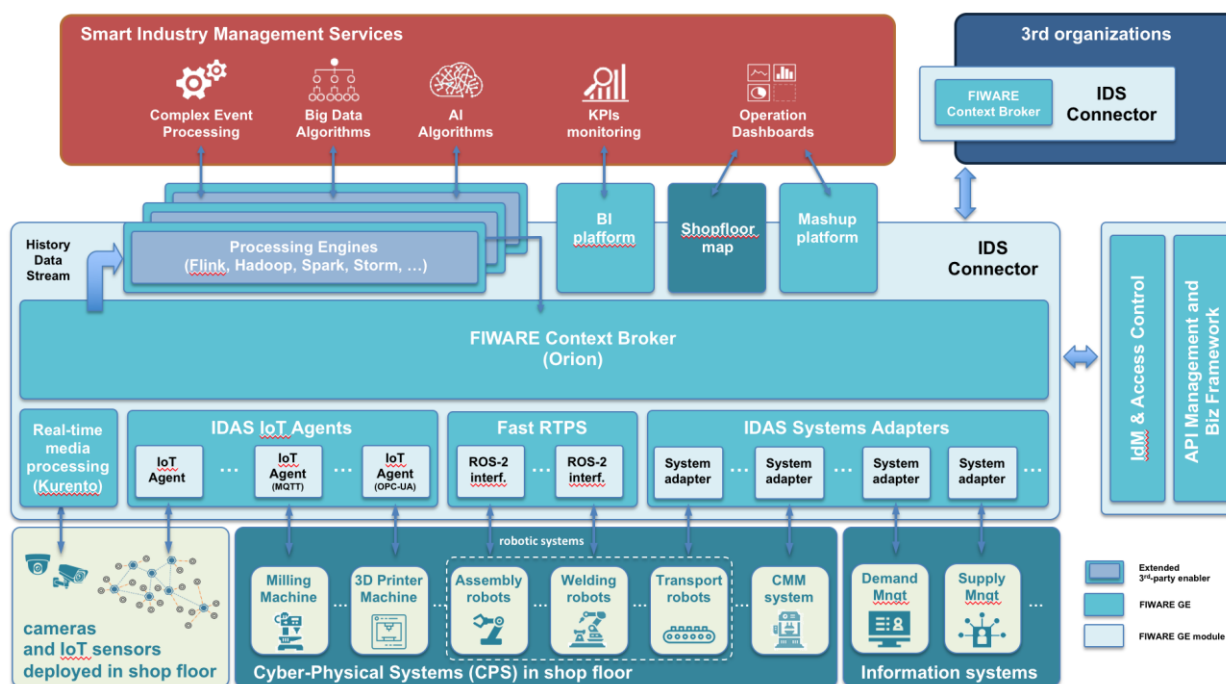 Smart Industry Management Services
Complex Event
Processing
Big Data
Algorithms
AI
Algorithms
KPIs
monitoring
Operation
Dashboards
3rd organizations
FIWARE
Context Broker
IDS
Connector
History
Data
Stream
Processing Engines
(Flink, Hadoop, Spark, Storm, …)
BI
plafform
Shopfloor
map
Mashup
platform
IDS
Connector
FIWARE Context Broker
(Orion)
IdM & Access Control
API Management and
Biz Framework
Real-time
media
processing
(Kurento)
IDAS IoT Agents
IoT
Agent
...
IoT
Agent
(MQTT)
...
IoT
Agent
(OPC-UA)
Fast RTPS
ROS-2
interf.
...
ROS-2
interf.
IDAS Systems Adapters
System
adapter
...
System
adapter
...
System
adapter
...
System
adapter
...
cameras
and IoT sensors
deployed in shop floor
robotic systems
Milling
Machine
...
3D Printer
Machine
...
Assembly
robots
...
Welding
robots
...
Transport
robots
...
CMM
system
Cyber-Physical Systems (CPS) in shop floor
Demand
Mngt
...
Supply
Mngt
...
Information systems
Extended
3rd-party enabler
FIWARE GE
FIWARE GE module